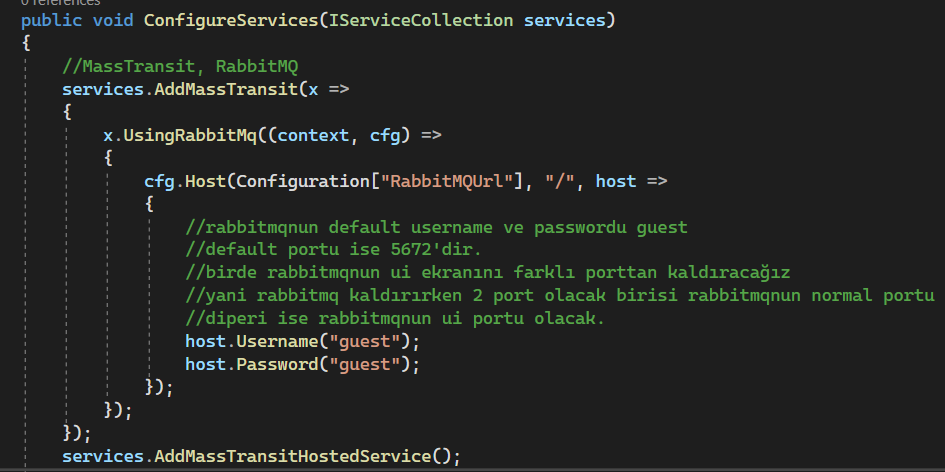 0 references
public void ConfigureServices(IServiceCollection services)
{
//MassTransit, RabbitMQ
services.AddMassTransit(x =>
{
x.UsingRabbitMq((context, cfg) =>
{
cfg.Host(Configuration["RabbitMQUrl"], "/", host =>
{
//rabbitmqnun default username ve passwordu guest
//default portu ise 5672'dir.
//birde rabbitmqnun ui ekranını farklı porttan kaldıracağız
//yani rabbitmq kaldırırken 2 port olacak birisi rabbitmqnun normal portu
//diperi ise rabbitmqnun ui portu olacak.
host.Username("guest");
host.Password("guest");
});
});
});
services.AddMassTransitHostedService();